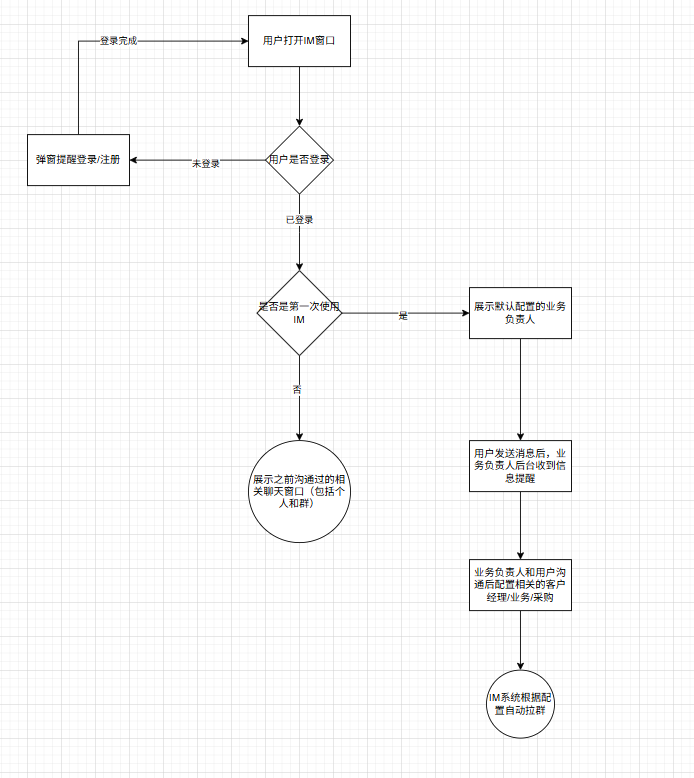 用户打开IM窗口
登录完成
弹窗提醒登录/注册
未登录
用户是否登录
已登录
是否是第一次使用
IM
是
展示默认配置的业务
负责人
否
展示之前沟通过的相
关聊天窗口（包括个
人和群）
用户发送消息后，业
务负责人后台收到信
息提醒
业务负责人和用户沟
通后配置相关的客户
经理/业务/采购
IM系统根据配
置自动拉群